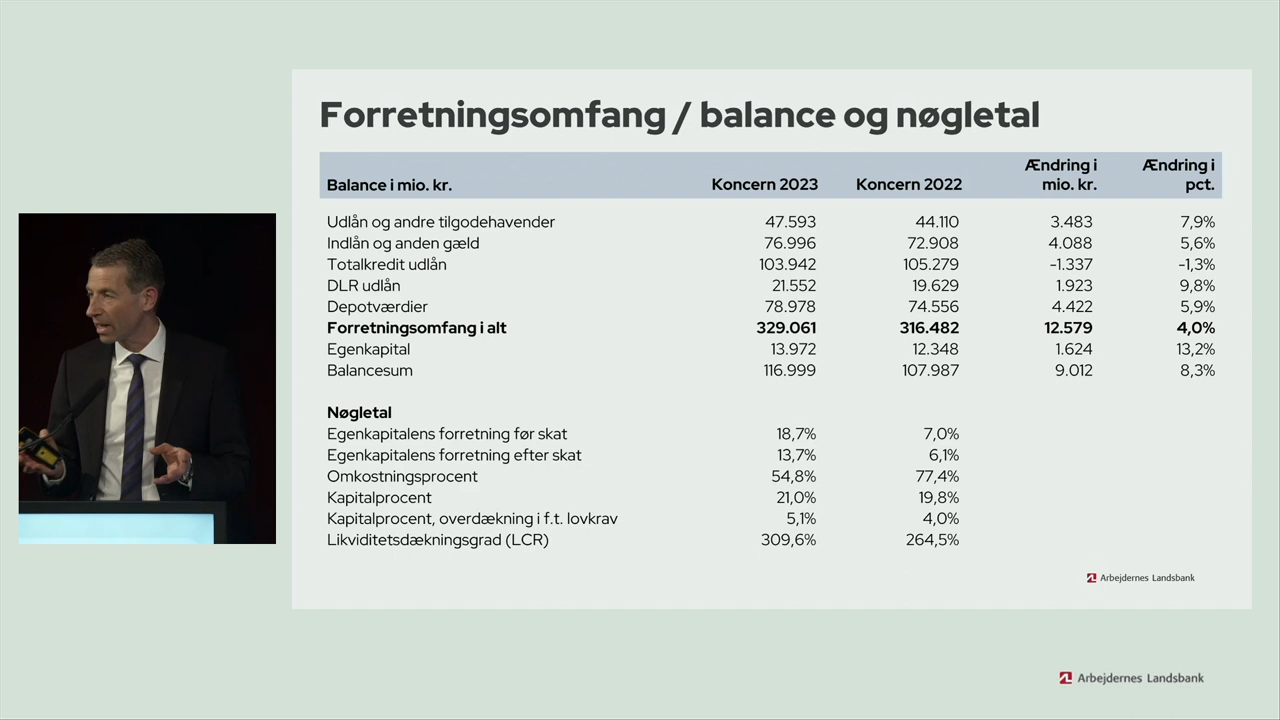 Forretningsomfang / balance og nøgletal
Balance i mio. kr. Koncern 2023 Koncern 2022 Ændring i mio. kr. Ændring i pct.
Udlån og andre tilgodehavender 47.593 44.110 3.483 7,9%
Indlån og anden gæld 76.996 72.908 4.088 5,6%
Totalkredit udlån 103.942 105.279 -1.337 -1,3%
DLR udlån 21.552 19.629 1.923 9,8%
Depotværdier 78.978 74.556 4.422 5,9%
Forretningsomfang i alt 329.061 316.482 12.579 4,0%
Egenkapital 13.972 12.348 1.624 13,2%
Balancesum 116.999 107.987 9.012 8,3%
Nøgletal
Egenkapitalens forretning før skat 18,7% 7,0%
Egenkapitalens forretning efter skat 13,7% 6,1%
Omkostningsprocent 54,8% 77,4%
Kapitalprocent 21,0% 19,8%
Kapitalprocent, overdækning i f.t. lovkrav 5,1% 4,0%
Likviditetsdækningsgrad (LCR) 309,6% 264,5%
Arbejdernes Landsbank
Arbejdernes Landsbank